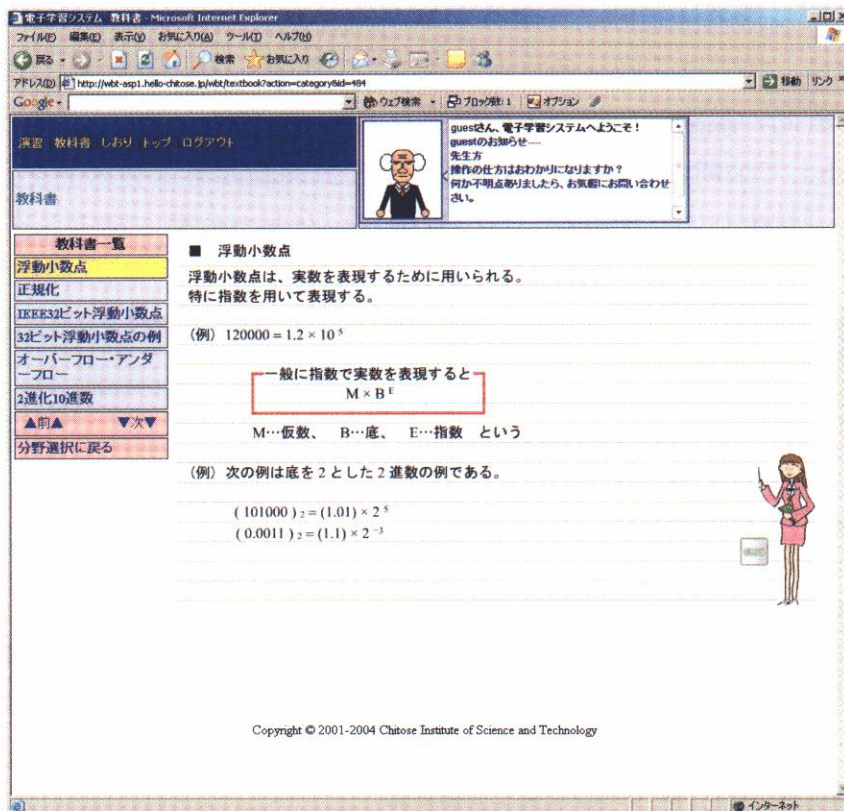 電子学習システム 教科書 - Microsoft Internet Explorer
ファイル(F) 編集(E) 表示(V) お気に入り(A) ツール(T) ヘルプ(H)
戻る 検索 お気に入り
アドレス(D) http://wbt-asp1.hello-chitose.jp/wbt/textbook?action=category&id=484 移動 リンク
Google ウェブ検索 ブロック数: 1 オプション
演習 教科書 しおり トップ ログアウト
教科書
guestさん、電子学習システムへようこそ！
guestのお知らせ----
先生方
操作の仕方はおわかりになりますか？
何か不明点ありましたら、お気軽にお問い合わせ
さい。
教科書一覧
浮動小数点
正規化
IEEE32ビット浮動小数点
32ビット浮動小数点の例
オーバーフロー・アンダ
ーフロー
2進化10進数
▲前▲ ▼次▼
分野選択に戻る
■ 浮動小数点
浮動小数点は、実数を表現するために用いられる。
特に指数を用いて表現する。
（例） 120000 = 1.2 × 10 ⁵
一般に指数で実数を表現すると
M × B ᴱ
M…仮数、 B…底、 E…指数 という
（例） 次の例は底を 2 とした 2 進数の例である。
( 101000 ) ₂ = (1.01) × 2 ⁵
( 0.0011 ) ₂ = (1.1) × 2 ⁻³
Copyright © 2001-2004 Chitose Institute of Science and Technology
インターネット